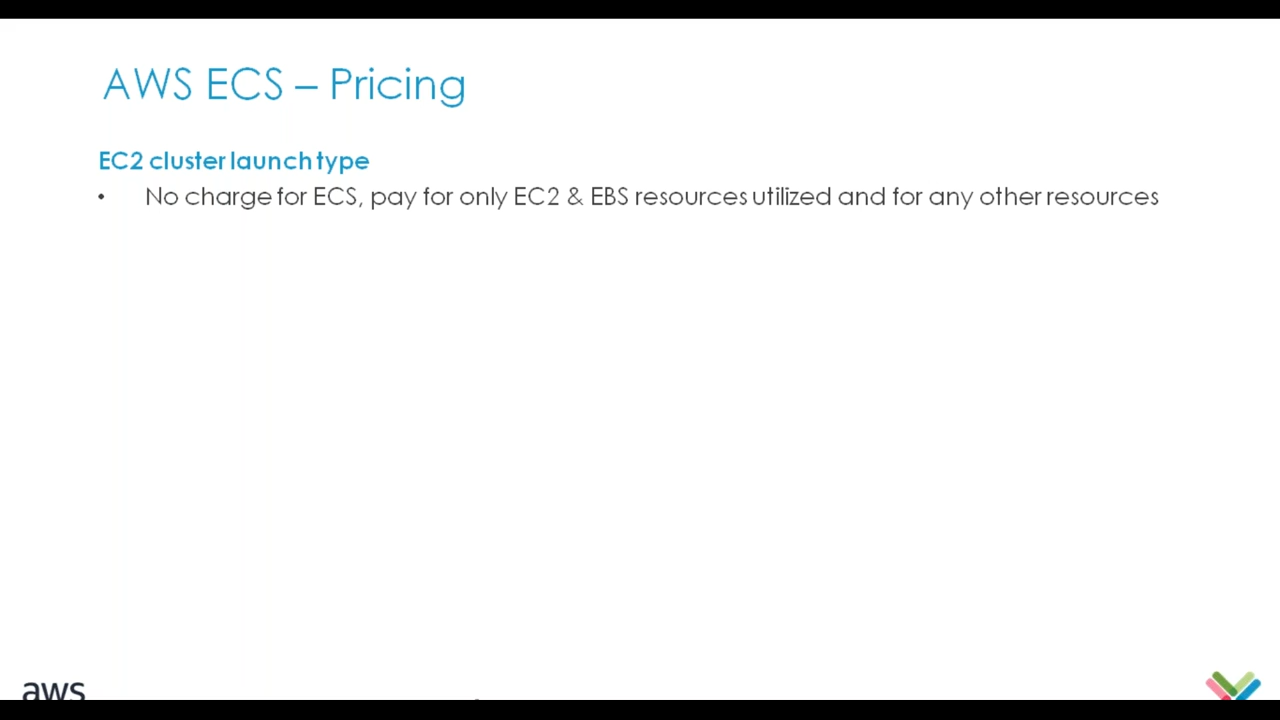 AWS ECS – Pricing
EC2 cluster launch type
• No charge for ECS, pay for only EC2 & EBS resources utilized and for any other resources
aws